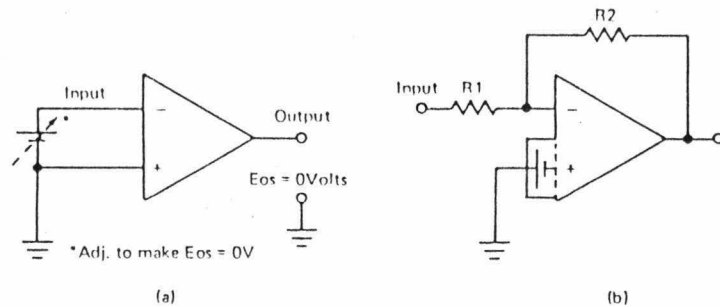 R2
Input
R1
Input
*
−
Output
−
+
Eos = 0Volts
+
*Adj. to make Eos = 0V
(a)
(b)